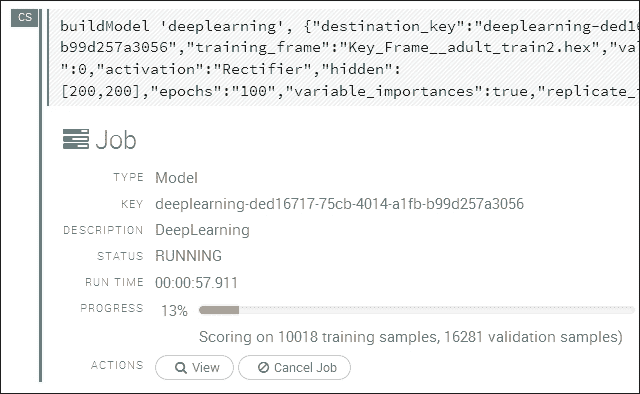 CS
buildModel 'deeplearning', {"destination_key":"deeplearning-ded16
b99d257a3056","training_frame":"Key_Frame__adult_train2.hex","val
":0,"activation":"Rectifier","hidden":
[200,200],"epochs":"100","variable_importances":true,"replicate_
Job
TYPE Model
KEY deeplearning-ded16717-75cb-4014-a1fb-b99d257a3056
DESCRIPTION DeepLearning
STATUS RUNNING
RUN TIME 00:00:57.911
PROGRESS 13%
Scoring on 10018 training samples, 16281 validation samples)
ACTIONS View Cancel Job